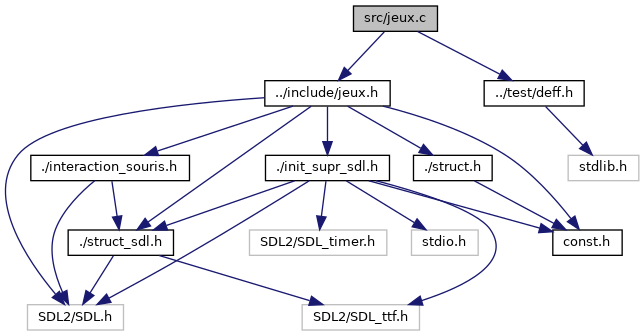 src/jeux.c
../include/jeux.h
../test/deff.h
./interaction_souris.h
./init_supr_sdl.h
./struct.h
stdlib.h
./struct_sdl.h
SDL2/SDL_timer.h
stdio.h
const.h
SDL2/SDL.h
SDL2/SDL_ttf.h